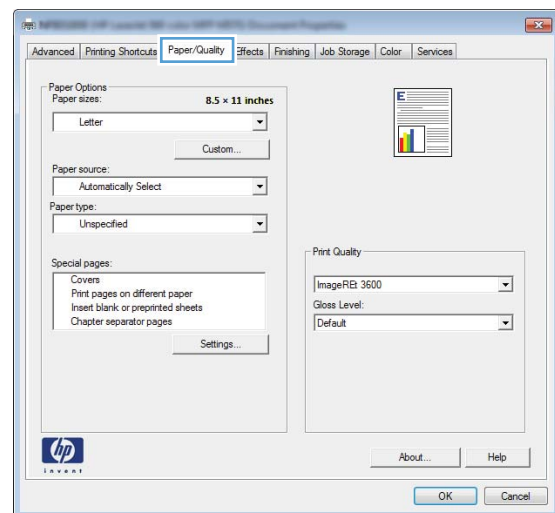 Advanced Printing Shortcuts Paper/Quality Effects Finishing Job Storage Color Services
Paper Options
Paper sizes: 8.5 × 11 inches
Letter
Custom...
Paper source:
Automatically Select
Paper type:
Unspecified
Special pages:
Covers
Print pages on different paper
Insert blank or preprinted sheets
Chapter separator pages
Settings...
E
Print Quality
ImageREt 3600
Gloss Level:
Default
hp
invent
About... Help
OK Cancel